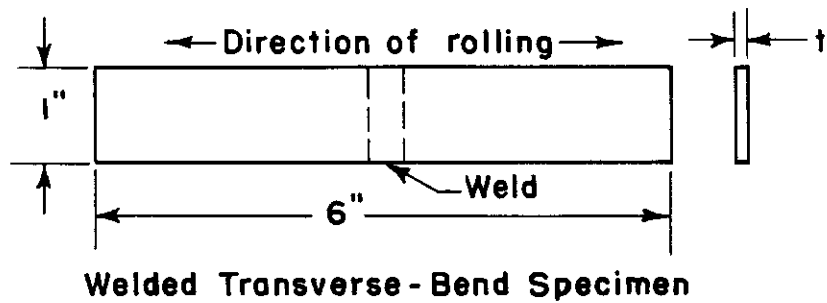 Direction of rolling
t
1"
Weld
6"
Welded Transverse-Bend Specimen